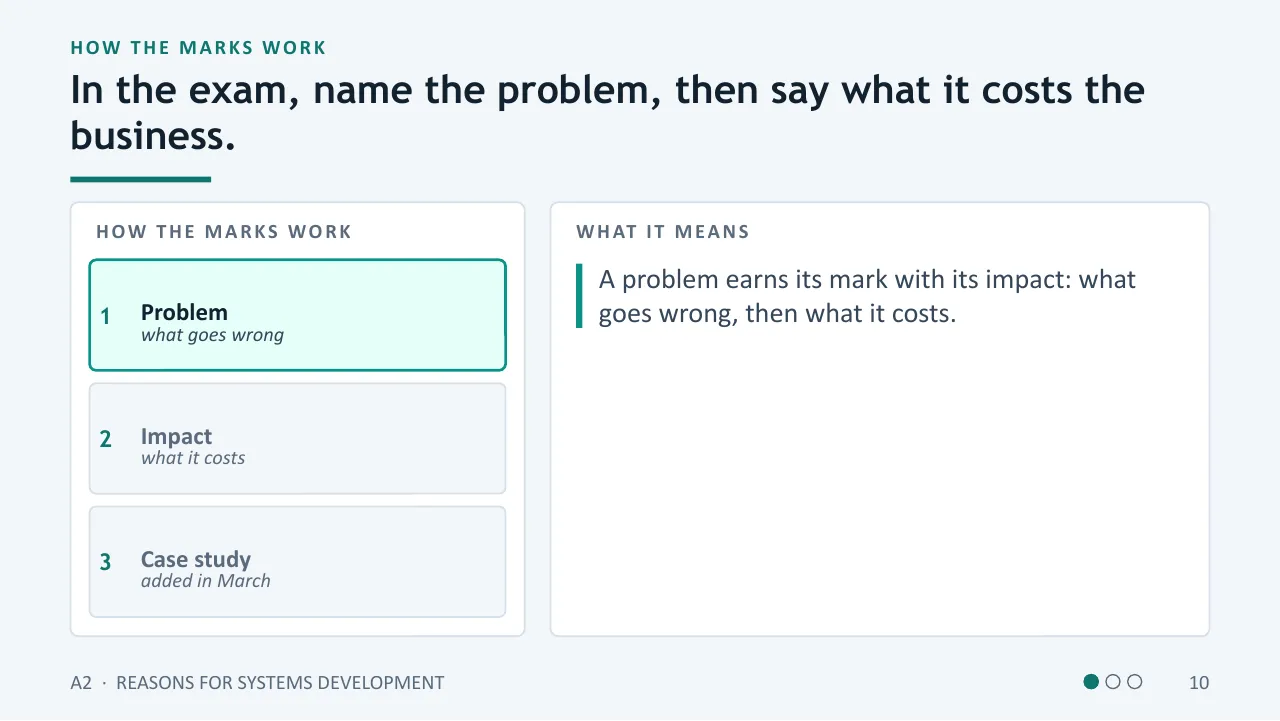 HOW THE MARKS WORK
In the exam, name the problem, then say what it costs the
business.
HOW THE MARKS WORK
1
Problem
what goes wrong
2
Impact
what it costs
3
Case study
added in March
WHAT IT MEANS
A problem earns its mark with its impact: what
goes wrong, then what it costs.
A2 · REASONS FOR SYSTEMS DEVELOPMENT
10